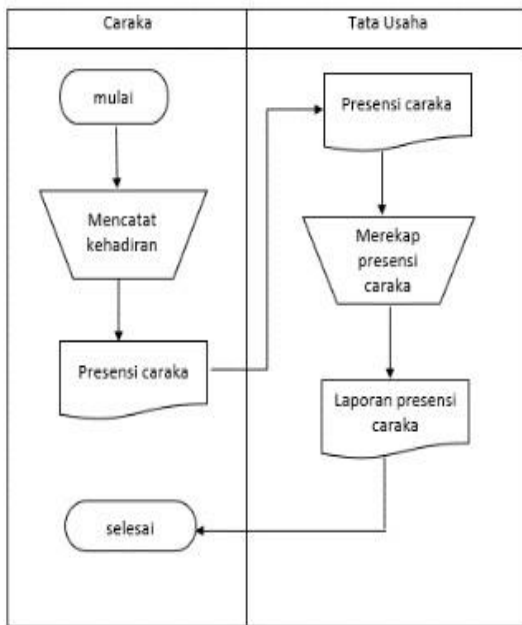 Caraka
Tata Usaha
mulai
Mencatat
kehadiran
Presensi caraka
Presensi caraka
Merekap
presensi
caraka
Laporan presensi
caraka
selesai